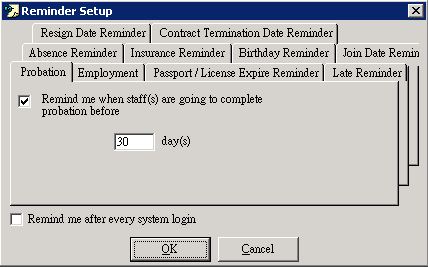 Reminder Setup
Resign Date Reminder Contract Termination Date Reminder
Absence Reminder Insurance Reminder Birthday Reminder Join Date Remin
Probation Employment Passport / License Expire Reminder Late Reminder
Remind me when staff(s) are going to complete
probation before
30 day(s)
Remind me after every system login
OK Cancel